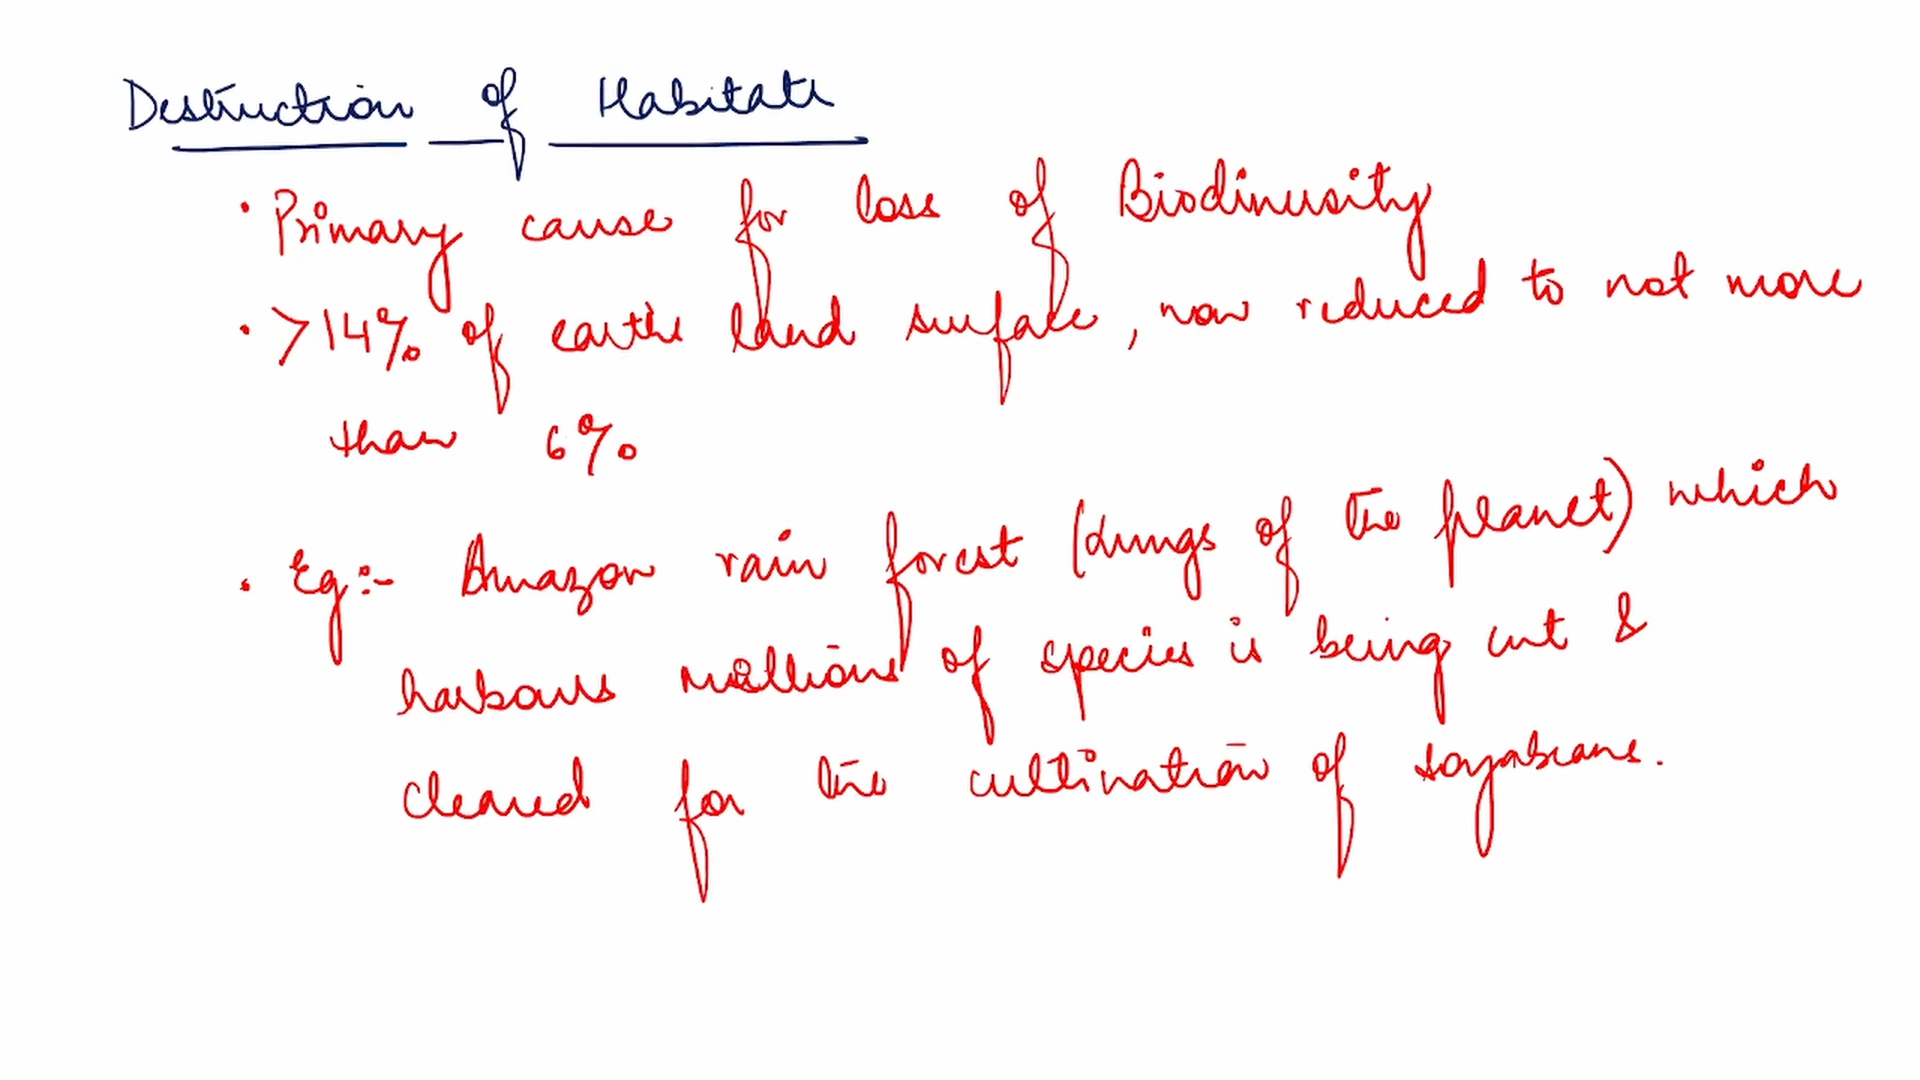 Destruction of Habitats
• Primary cause for loss of Biodiversity
• >14% of earth's land surface, now reduced to not more
than 6%
• Eg:- Amazon rain forest (lungs of the planet) which
harbours millions of species is being cut &
cleared for the cultivation of soyabeans.